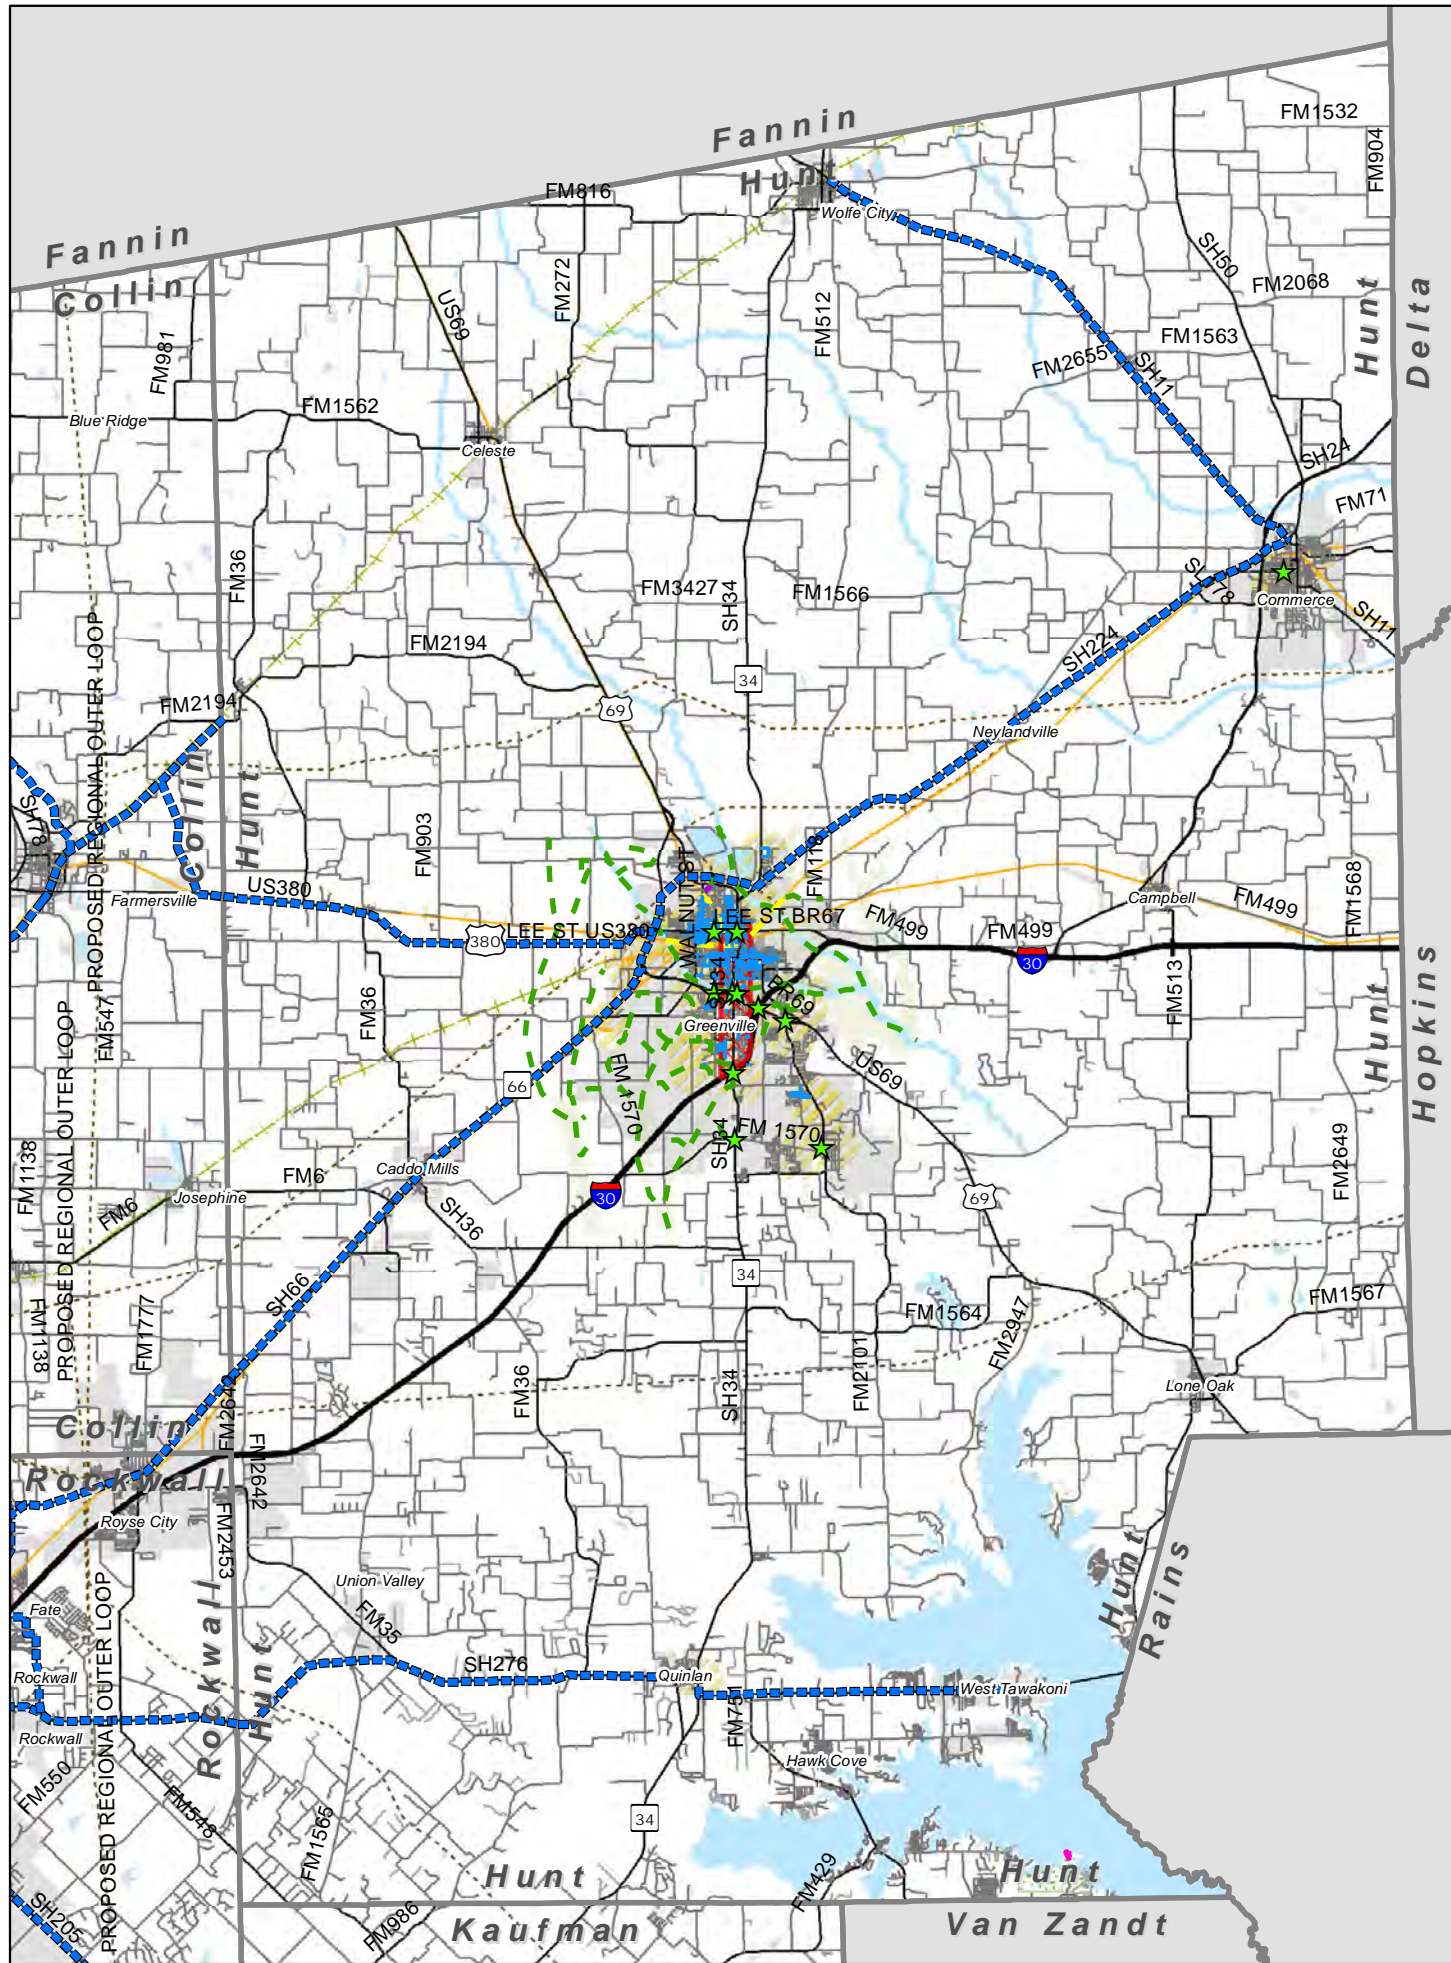 FM1532
Fannin
FM904
Hunt
FM816
Wolfe City
Fannin
SH50
Collin
FM2068
Hunt
Delta
FM272
US69
FM512
FM981
FM1563
FM2655
SH11
FM1562
Blue Ridge
Celeste
SH24
FM71
FM36
FM3427
SH34
FM1566
Commerce
SH11
FM2194
SH224
34
FM2194
69
Neylandville
PROPOSED REGIONAL OUTER LOOP
Collin
Hunt
SH78
FM903
FM118
US380
Farmersville
Campbell
FM499
FM1568
WALNUT ST
LEE ST BR67
FM499
FM499
380
LEE ST US380
30
Hopkins
FM547
FM36
SH34
BR69
FM513
Hunt
Greenville
PROPOSED REGIONAL OUTER LOOP
66
FM 1570
US69
FM1138
SH34
FM 1570
FM2649
Caddo Mills
FM6
Josephine
30
69
FM6
SH36
34
FM1138
FM1777
SH66
FM1564
FM2947
FM1567
FM36
SH34
FM2101
Lone Oak
Collin
Rockwall
FM2642
Royse City
FM2453
Hunt
Rains
Union Valley
Fate
FM35
PROPOSED REGIONAL OUTER LOOP
Rockwall
Hunt
SH276
Quinlan
West Tawakoni
Rockwall
Rockwall
FM751
Hawk Cove
FM550
FM548
FM1565
34
Hunt
Hunt
FM429
SH205
FM986
Kaufman
Van Zandt